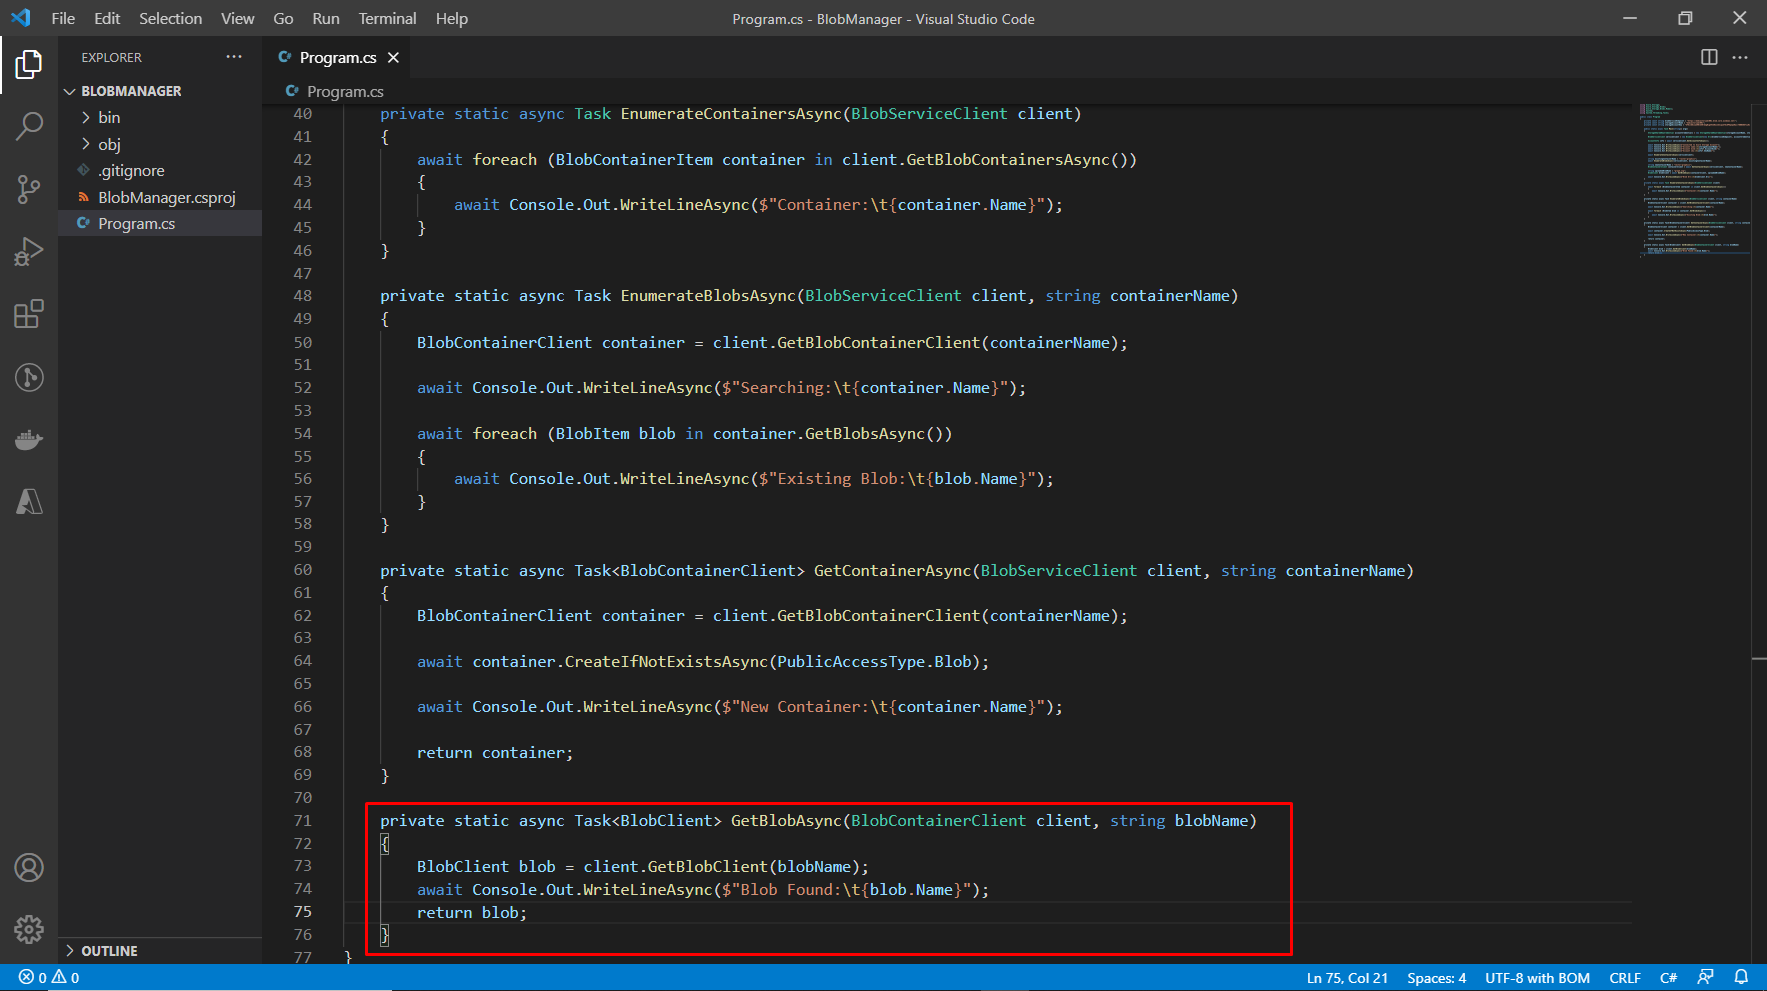 File Edit Selection View Go Run Terminal Help
Program.cs - BlobManager - Visual Studio Code
EXPLORER
BLOBMANAGER
bin
obj
.gitignore
BlobManager.csproj
Program.cs
OUTLINE
Program.cs
Program.cs
40 private static async Task EnumerateContainersAsync(BlobServiceClient client)
41 {
42 await foreach (BlobContainerItem container in client.GetBlobContainersAsync())
43 {
44 await Console.Out.WriteLineAsync($"Container:\t{container.Name}");
45 }
46 }
47
48 private static async Task EnumerateBlobsAsync(BlobServiceClient client, string containerName)
49 {
50 BlobContainerClient container = client.GetBlobContainerClient(containerName);
51
52 await Console.Out.WriteLineAsync($"Searching:\t{container.Name}");
53
54 await foreach (BlobItem blob in container.GetBlobsAsync())
55 {
56 await Console.Out.WriteLineAsync($"Existing Blob:\t{blob.Name}");
57 }
58 }
59
60 private static async Task<BlobContainerClient> GetContainerAsync(BlobServiceClient client, string containerName)
61 {
62 BlobContainerClient container = client.GetBlobContainerClient(containerName);
63
64 await container.CreateIfNotExistsAsync(PublicAccessType.Blob);
65
66 await Console.Out.WriteLineAsync($"New Container:\t{container.Name}");
67
68 return container;
69 }
70
71 private static async Task<BlobClient> GetBlobAsync(BlobContainerClient client, string blobName)
72 {
73 BlobClient blob = client.GetBlobClient(blobName);
74 await Console.Out.WriteLineAsync($"Blob Found:\t{blob.Name}");
75 return blob;
76 }
77 }
0 0
Ln 75, Col 21 Spaces: 4 UTF-8 with BOM CRLF C#